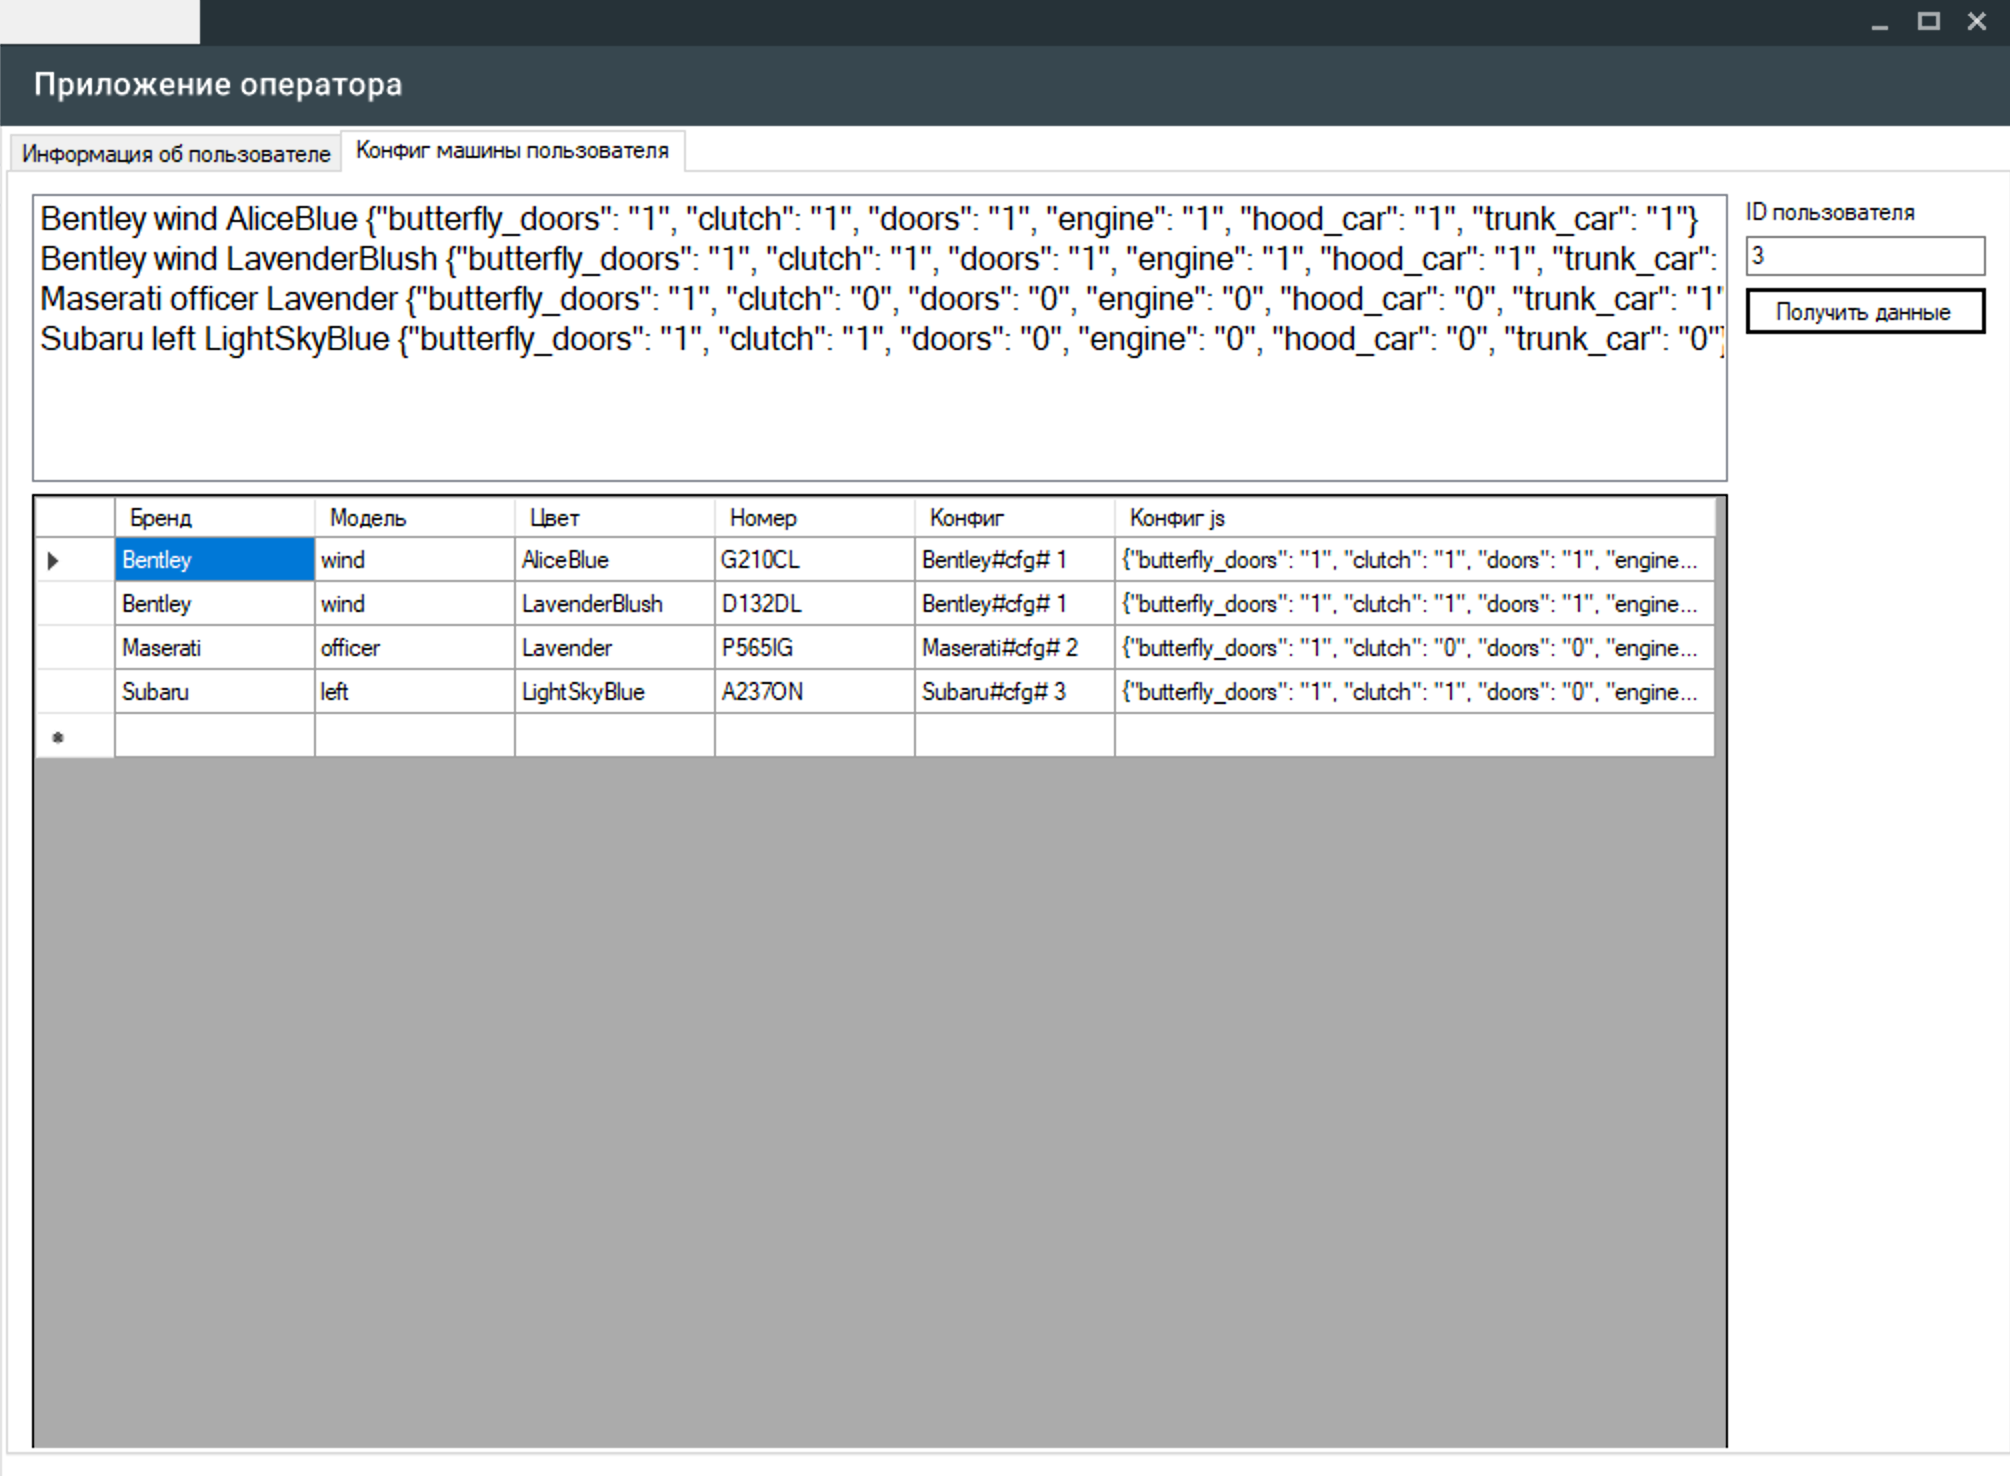 Приложение оператора
Информация об пользователе
Конфиг машины пользователя
Bentley wind AliceBlue {"butterfly_doors": "1", "clutch": "1", "doors": "1", "engine": "1", "hood_car": "1", "trunk_car": "1"}
Bentley wind LavenderBlush {"butterfly_doors": "1", "clutch": "1", "doors": "1", "engine": "1", "hood_car": "1", "trunk_car":
Maserati officer Lavender {"butterfly_doors": "1", "clutch": "0", "doors": "0", "engine": "0", "hood_car": "0", "trunk_car": "1"
Subaru left LightSkyBlue {"butterfly_doors": "1", "clutch": "1", "doors": "0", "engine": "0", "hood_car": "0", "trunk_car": "0"}
ID пользователя
3
Получить данные
Бренд Модель Цвет Номер Конфиг Конфиг js
Bentley wind AliceBlue G210CL Bentley#cfg# 1 {"butterfly_doors": "1", "clutch": "1", "doors": "1", "engine...
Bentley wind LavenderBlush D132DL Bentley#cfg# 1 {"butterfly_doors": "1", "clutch": "1", "doors": "1", "engine...
Maserati officer Lavender P565IG Maserati#cfg# 2 {"butterfly_doors": "1", "clutch": "0", "doors": "0", "engine...
Subaru left LightSkyBlue A237ON Subaru#cfg# 3 {"butterfly_doors": "1", "clutch": "1", "doors": "0", "engine...